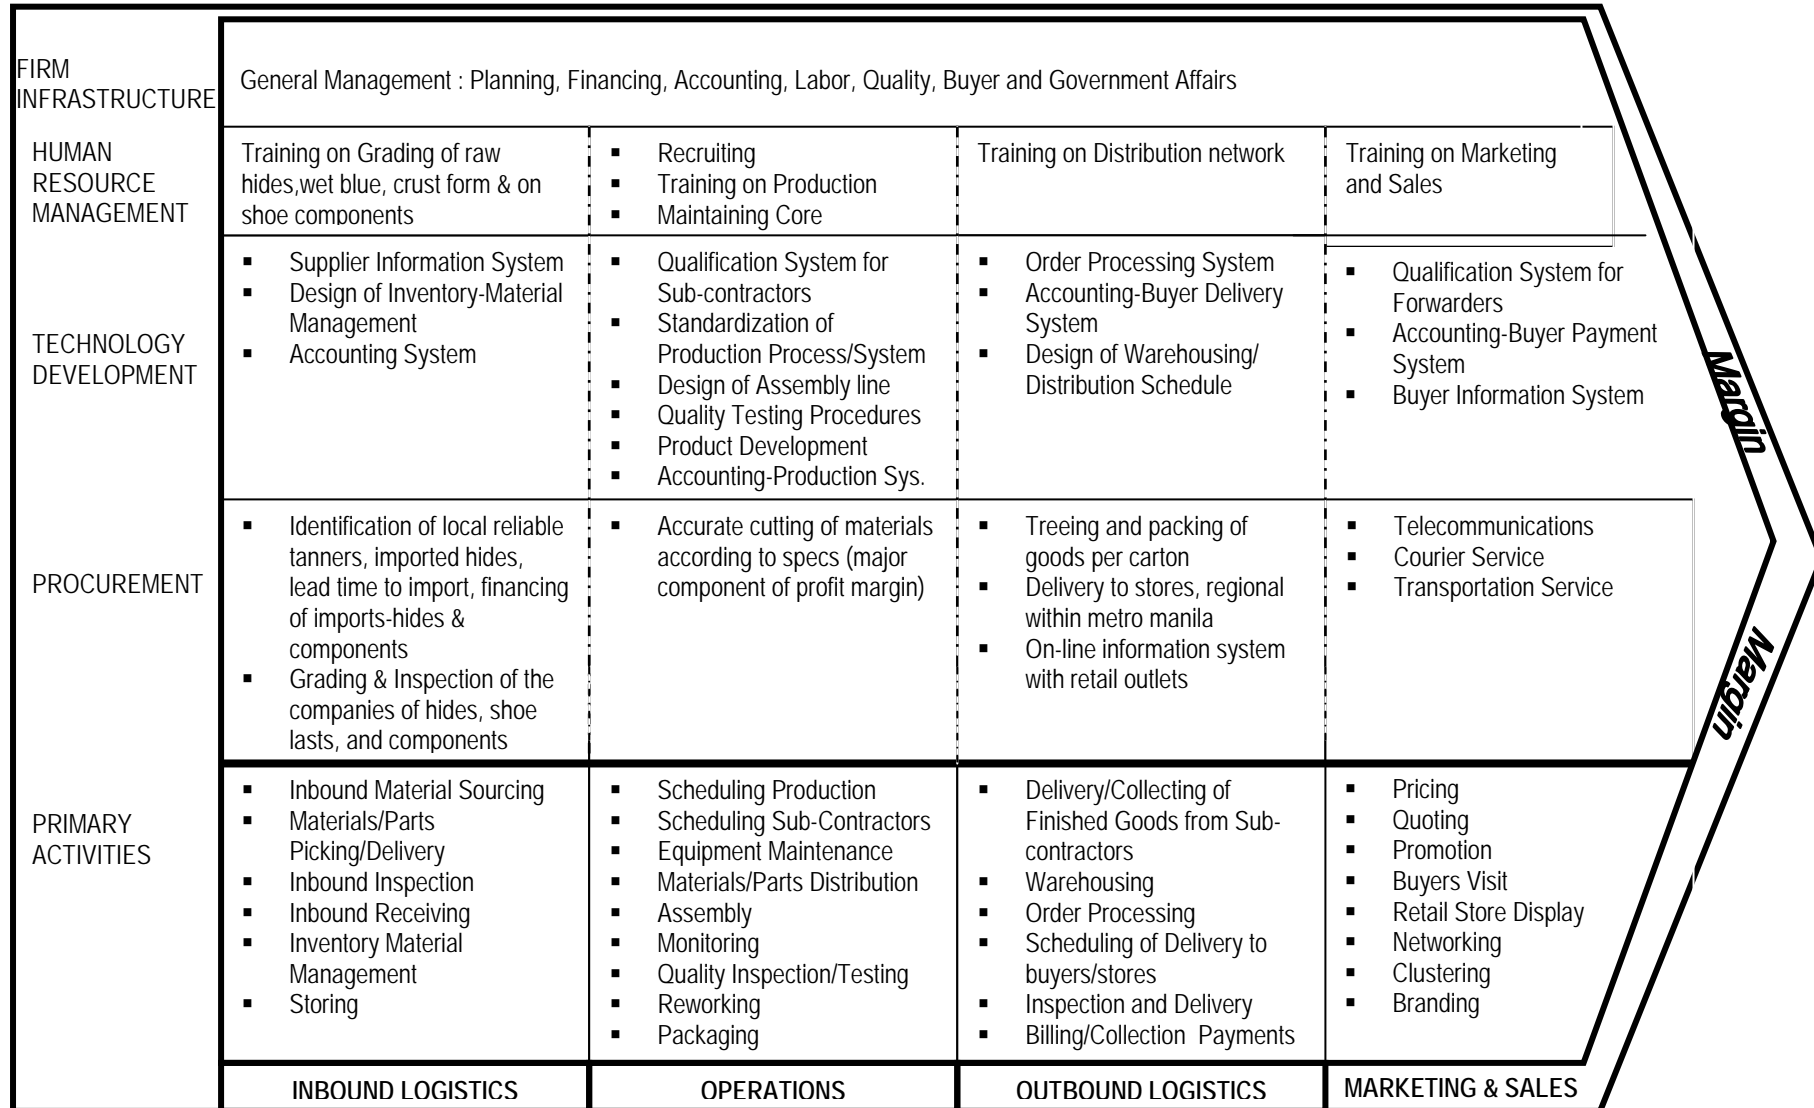 FIRM
INFRASTRUCTURE
General Management : Planning, Financing, Accounting, Labor, Quality, Buyer and Government Affairs
HUMAN
RESOURCE
MANAGEMENT
Training on Grading of raw
hides,wet blue, crust form & on
shoe components
▪ Recruiting
▪ Training on Production
▪ Maintaining Core
Training on Distribution network
Training on Marketing
and Sales
TECHNOLOGY
DEVELOPMENT
▪ Supplier Information System
▪ Design of Inventory-Material
Management
▪ Accounting System
▪ Qualification System for
Sub-contractors
▪ Standardization of
Production Process/System
▪ Design of Assembly line
▪ Quality Testing Procedures
▪ Product Development
▪ Accounting-Production Sys.
▪ Order Processing System
▪ Accounting-Buyer Delivery
System
▪ Design of Warehousing/
Distribution Schedule
▪ Qualification System for
Forwarders
▪ Accounting-Buyer Payment
System
▪ Buyer Information System
Margin
PROCUREMENT
▪ Identification of local reliable
tanners, imported hides,
lead time to import, financing
of imports-hides &
components
▪ Grading & Inspection of the
companies of hides, shoe
lasts, and components
▪ Accurate cutting of materials
according to specs (major
component of profit margin)
▪ Treeing and packing of
goods per carton
▪ Delivery to stores, regional
within metro manila
▪ On-line information system
with retail outlets
▪ Telecommunications
▪ Courier Service
▪ Transportation Service
Margin
PRIMARY
ACTIVITIES
▪ Inbound Material Sourcing
▪ Materials/Parts
Picking/Delivery
▪ Inbound Inspection
▪ Inbound Receiving
▪ Inventory Material
Management
▪ Storing
▪ Scheduling Production
▪ Scheduling Sub-Contractors
▪ Equipment Maintenance
▪ Materials/Parts Distribution
▪ Assembly
▪ Monitoring
▪ Quality Inspection/Testing
▪ Reworking
▪ Packaging
▪ Delivery/Collecting of
Finished Goods from Sub-
contractors
▪ Warehousing
▪ Order Processing
▪ Scheduling of Delivery to
buyers/stores
▪ Inspection and Delivery
▪ Billing/Collection Payments
▪ Pricing
▪ Quoting
▪ Promotion
▪ Buyers Visit
▪ Retail Store Display
▪ Networking
▪ Clustering
▪ Branding
INBOUND LOGISTICS
OPERATIONS
OUTBOUND LOGISTICS
MARKETING & SALES